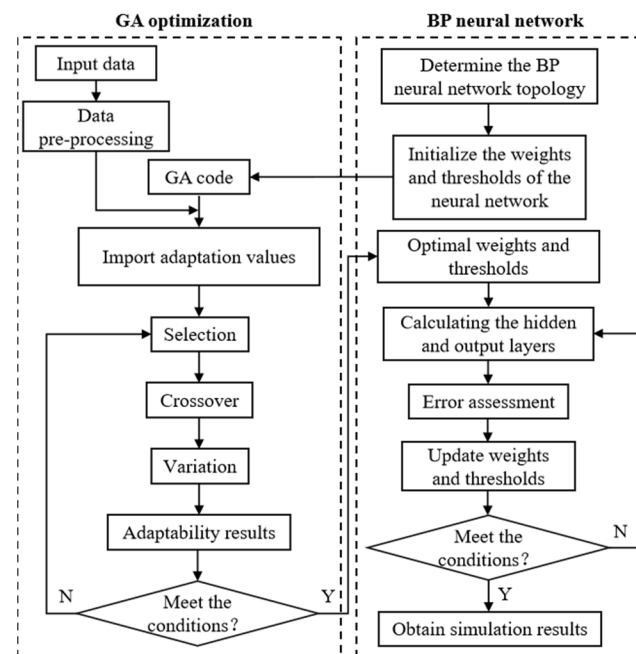 GA optimization
Input data
Data
pre-processing
GA code
Import adaptation values
Selection
Crossover
Variation
Adaptability results
Meet the
conditions?
N
Y
BP neural network
Determine the BP
neural network topology
Initialize the weights
and thresholds of the
neural network
Optimal weights and
thresholds
Calculating the hidden
and output layers
Error assessment
Update weights
and thresholds
Meet the
conditions?
N
Y
Obtain simulation results